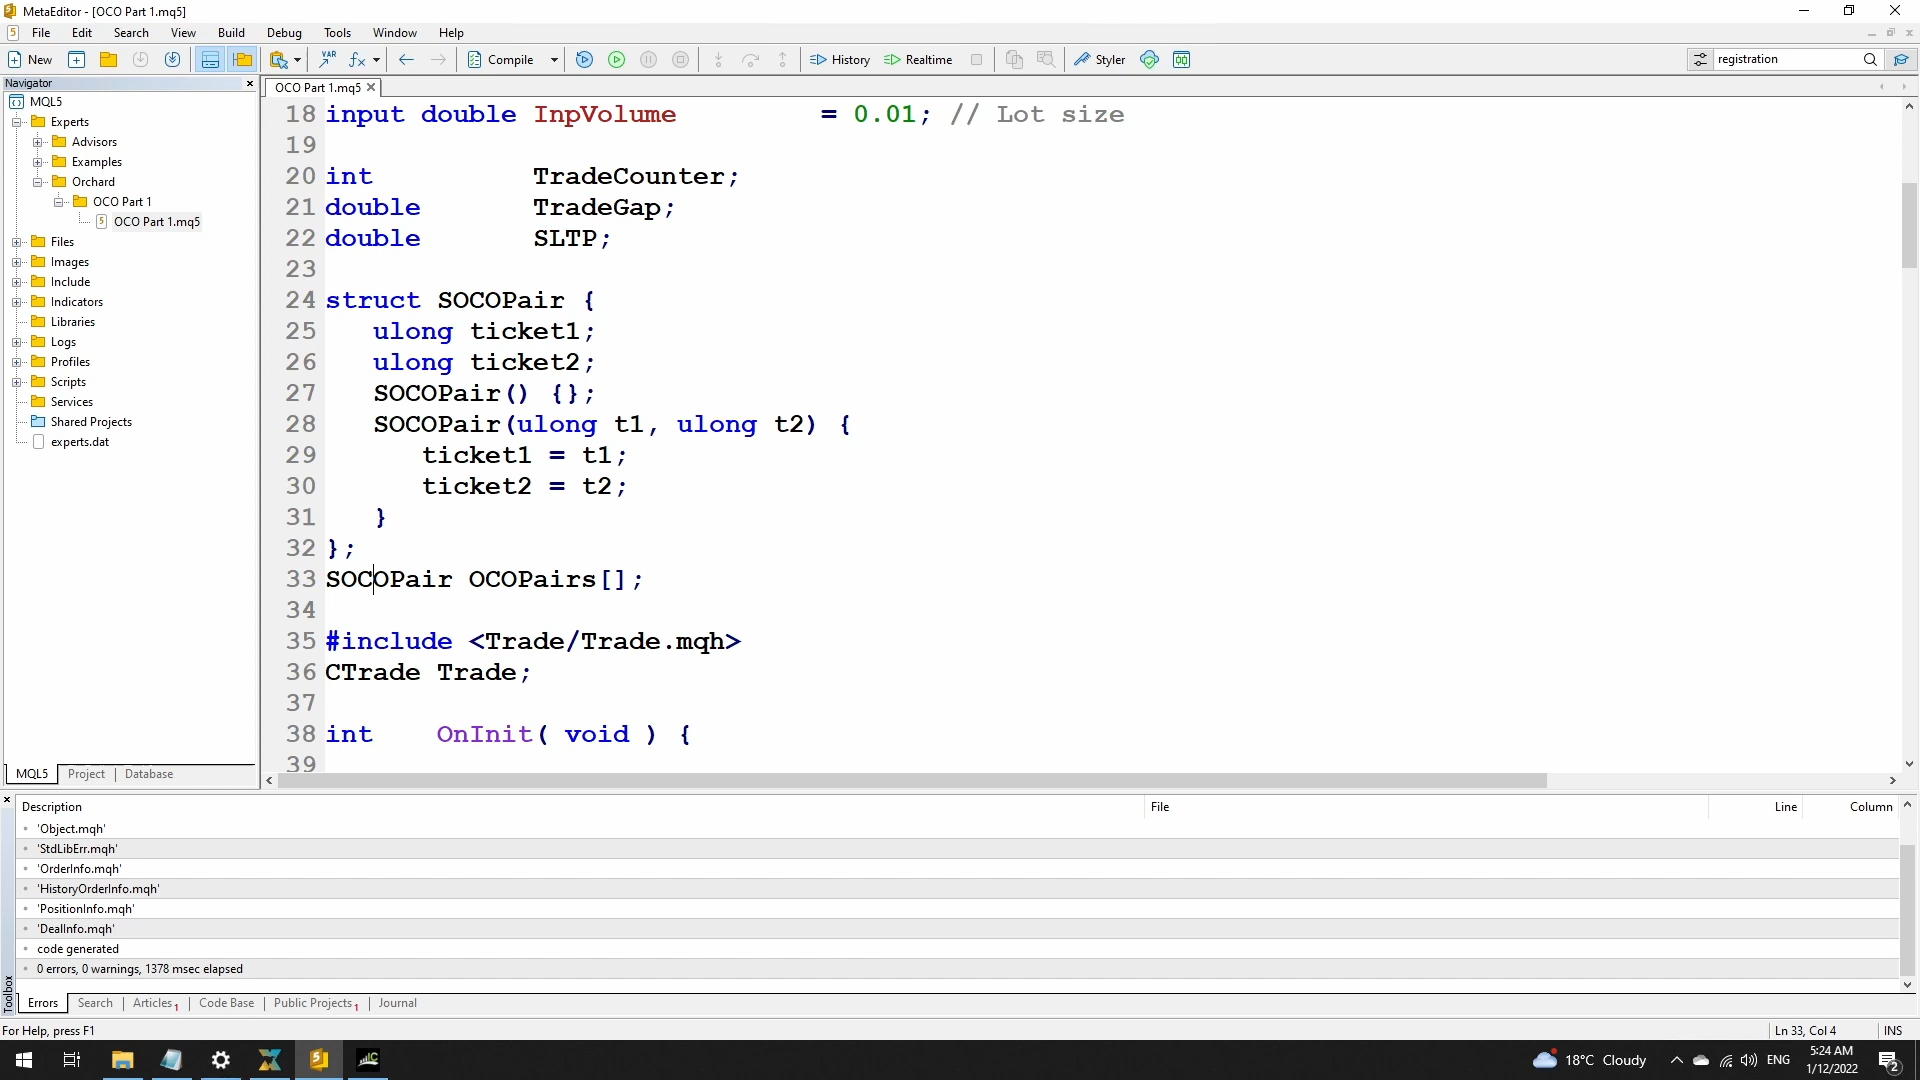 MetaEditor - [OCO Part 1.mq5]
File Edit Search View Build Debug Tools Window Help
New VAR Compile History Realtime Styler registration
Navigator
OCO Part 1.mq5
MQL5
Experts
Advisors
Examples
Orchard
OCO Part 1
OCO Part 1.mq5
Files
Images
Include
Indicators
Libraries
Logs
Profiles
Scripts
Services
Shared Projects
experts.dat
MQL5 Project Database
18 input double InpVolume = 0.01; // Lot size
19
20 int TradeCounter;
21 double TradeGap;
22 double SLTP;
23
24 struct SOCOPair {
25 ulong ticket1;
26 ulong ticket2;
27 SOCOPair() {};
28 SOCOPair(ulong t1, ulong t2) {
29 ticket1 = t1;
30 ticket2 = t2;
31 }
32 };
33 SOCOPair OCOPairs[];
34
35 #include <Trade/Trade.mqh>
36 CTrade Trade;
37
38 int OnInit( void ) {
39
Description File Line Column
'Object.mqh'
'StdLibErr.mqh'
'OrderInfo.mqh'
'HistoryOrderInfo.mqh'
'PositionInfo.mqh'
'DealInfo.mqh'
code generated
0 errors, 0 warnings, 1378 msec elapsed
Toolbox
Errors Search Articles 1 Code Base Public Projects 1 Journal
For Help, press F1 Ln 33, Col 4 INS
18°C Cloudy ENG 5:24 AM
1/12/2022 2